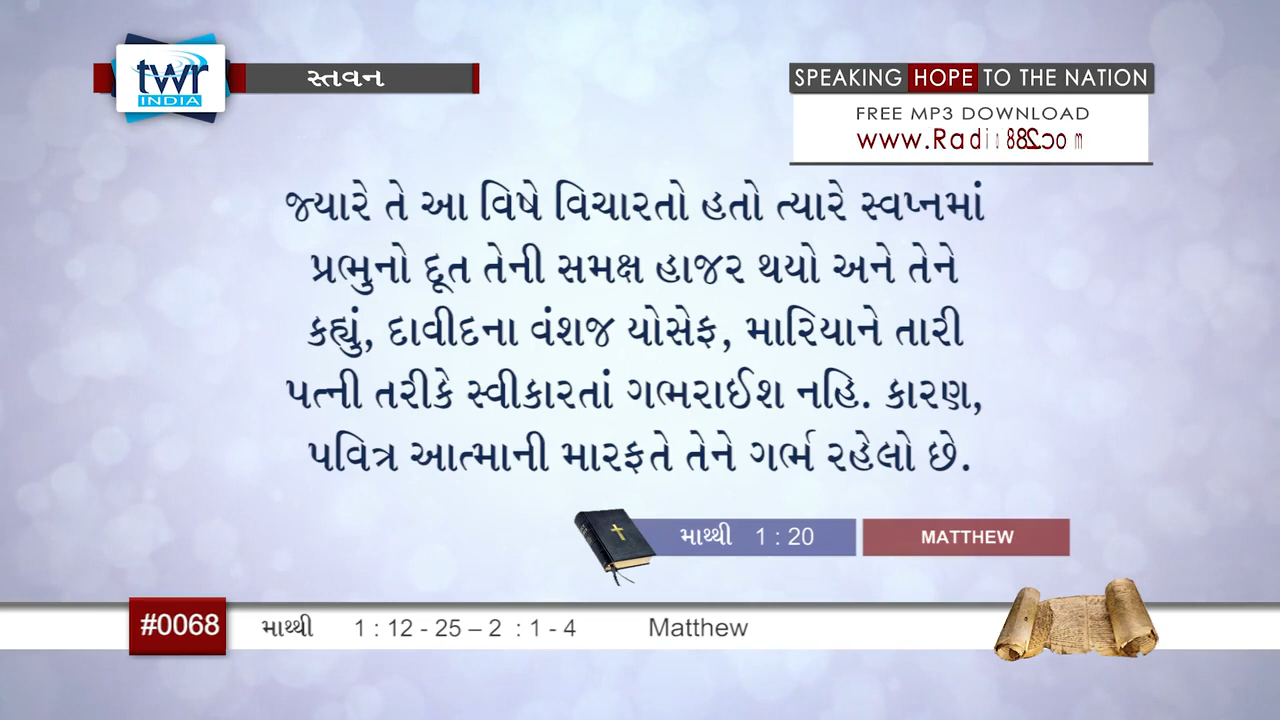 twr
INDIA
સ્તવન
SPEAKING HOPE TO THE NATION
FREE MP3 DOWNLOAD
જ્યારે તે આ વિષે વિચારતો હતો ત્યારે સ્વપ્નમાં
પ્રભુનો દૂત તેની સમક્ષ હાજર થયો અને તેને
કહ્યું, દાવીદના વંશજ યોસેફ, મારિયાને તારી
પત્ની તરીકે સ્વીકારતાં ગભરાઈશ નહિ. કારણ,
પવિત્ર આત્માની મારફતે તેને ગર્ભ રહેલો છે.
માથ્થી 1 : 20 MATTHEW
#0068 માથ્થી 1 : 12 - 25 – 2 : 1 - 4 Matthew